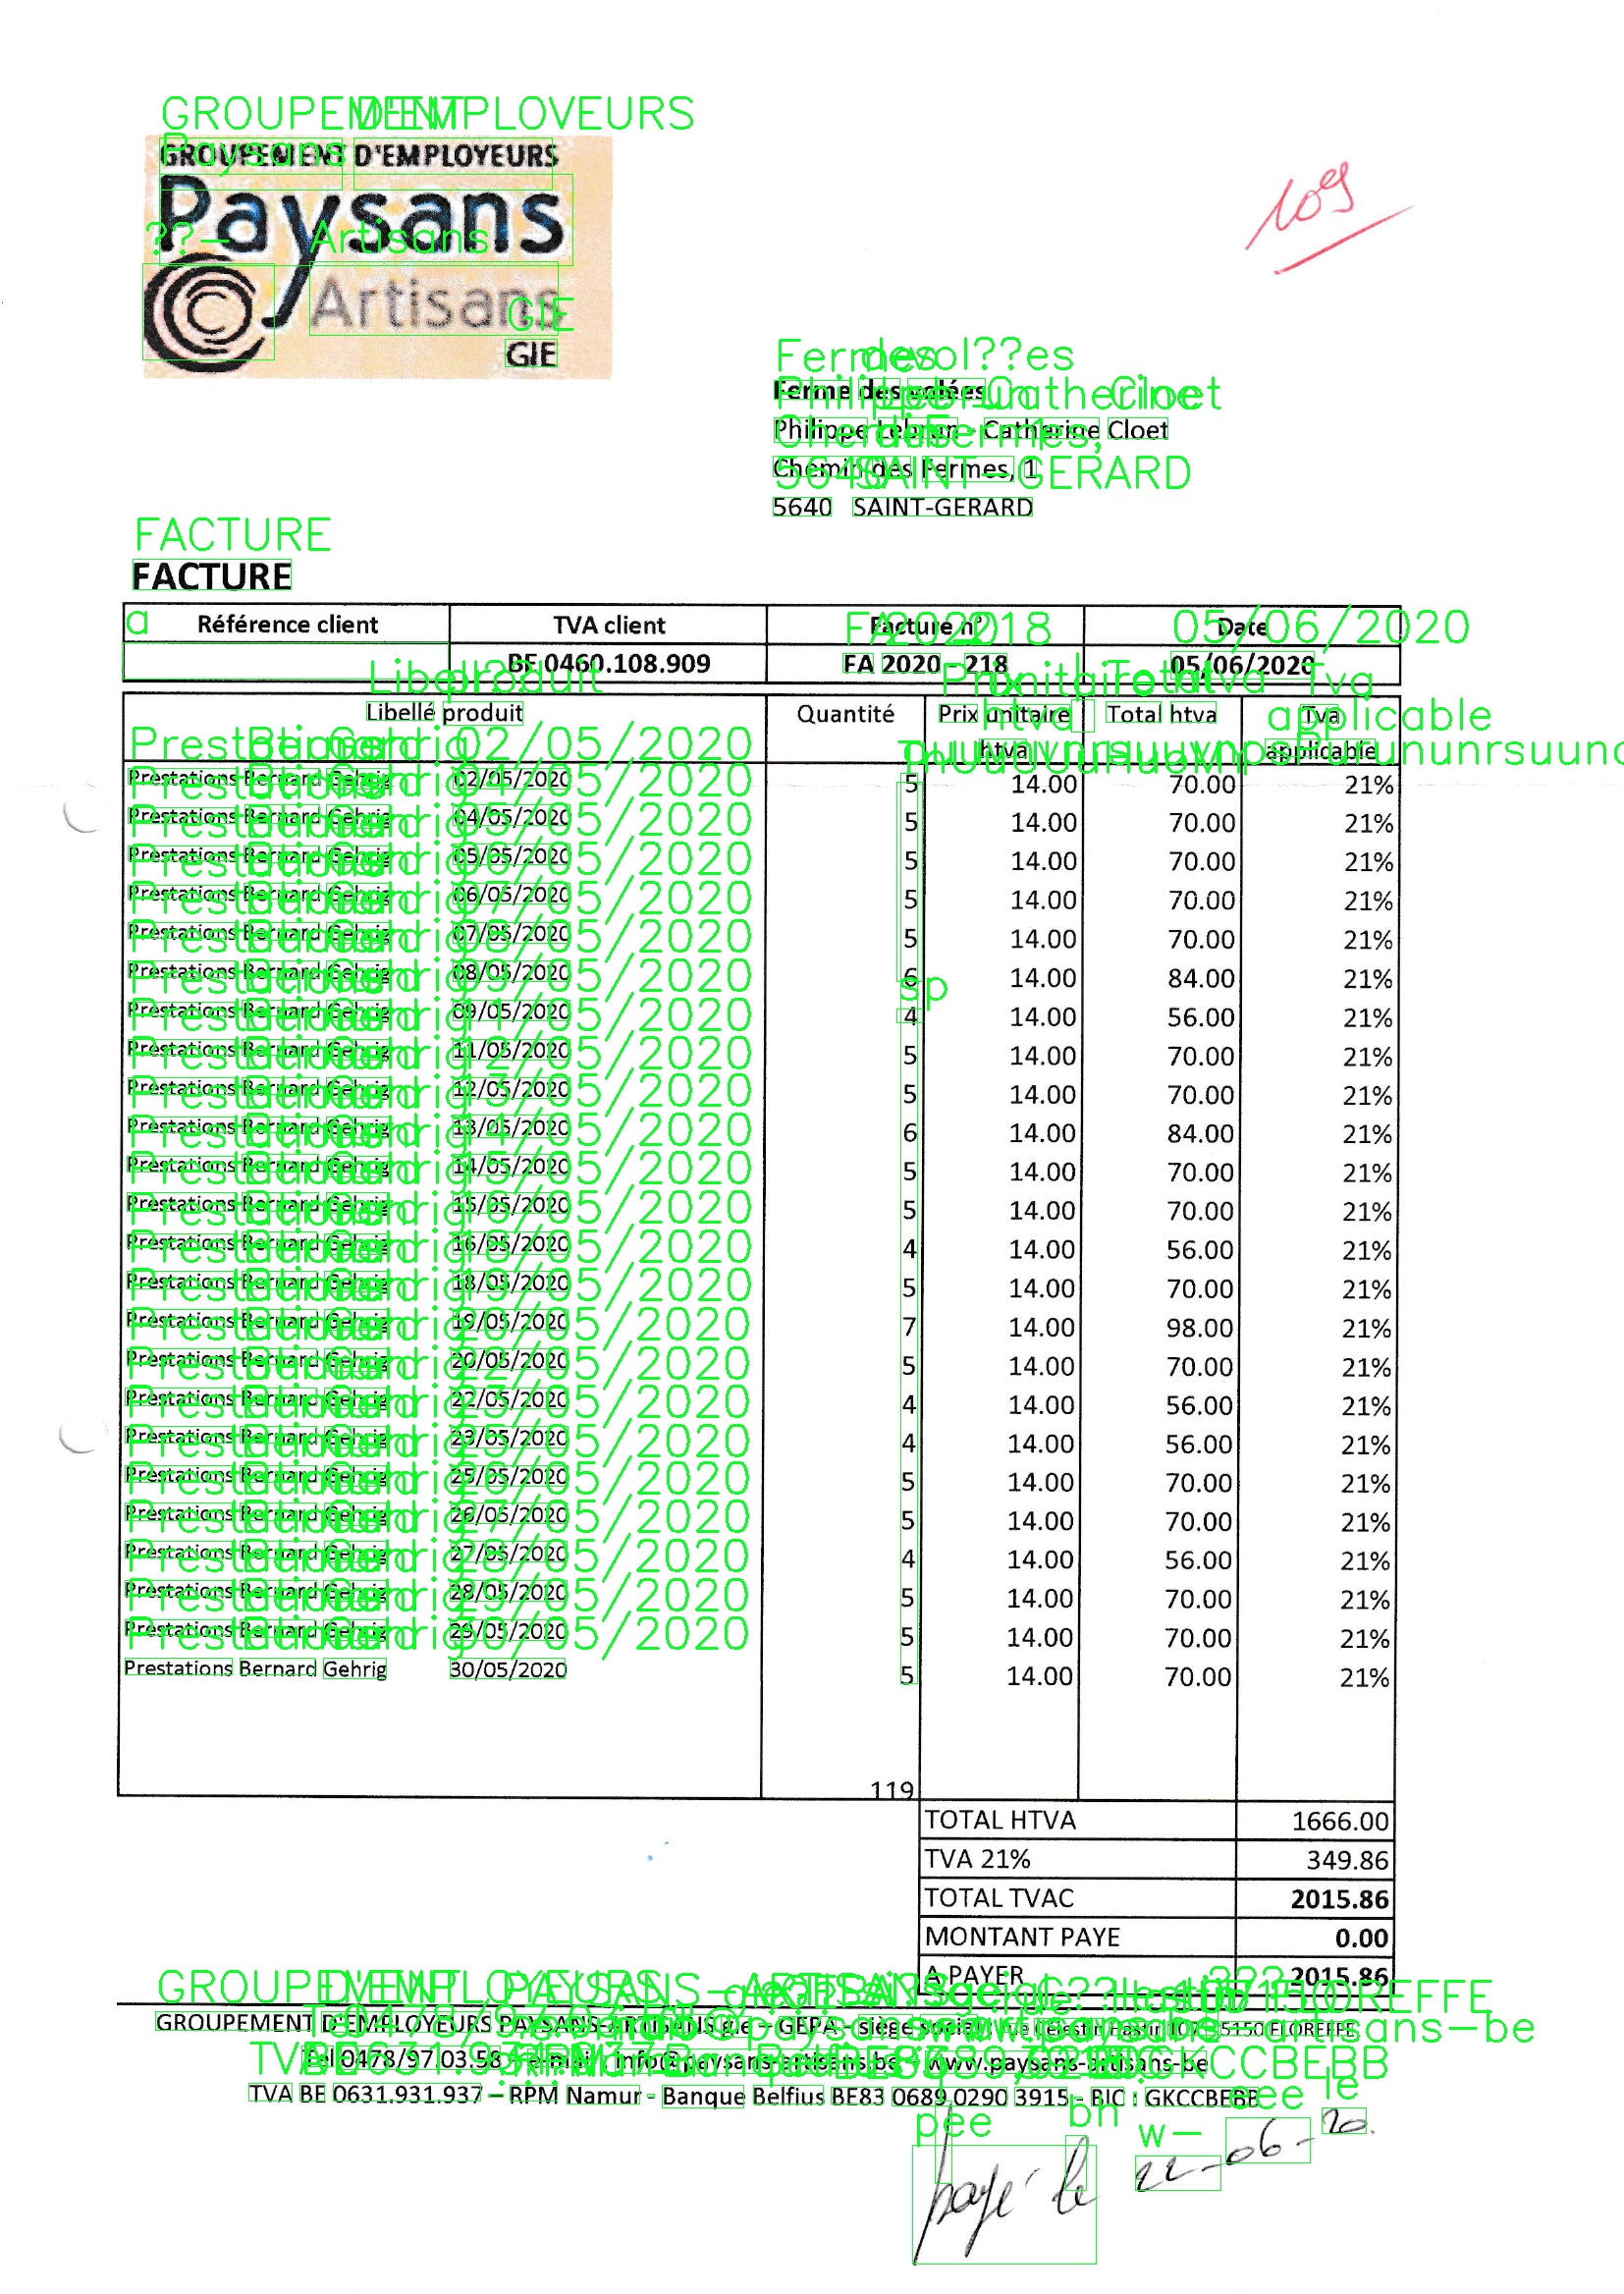 GROUPEMENT D'EMPLOYEURS
Paysans
Artisans
GIE
109
Ferme des volées
Philippe Lebrun - Catherine Cloet
Chemin des Fermes, 1
5640 SAINT-GERARD
FACTURE
Référence client TVA client Facture n° Date
BE 0460.108.909 FA 2020 - 218 05/06/2020
Libellé produit Quantité Prix unitaire Total htva Tva
htva applicable
Prestations Bernard Gehrig 02/05/2020 5 14.00 70.00 21%
Prestations Bernard Gehrig 04/05/2020 5 14.00 70.00 21%
Prestations Bernard Gehrig 05/05/2020 5 14.00 70.00 21%
Prestations Bernard Gehrig 06/05/2020 5 14.00 70.00 21%
Prestations Bernard Gehrig 07/05/2020 5 14.00 70.00 21%
Prestations Bernard Gehrig 08/05/2020 6 14.00 84.00 21%
Prestations Bernard Gehrig 09/05/2020 4 14.00 56.00 21%
Prestations Bernard Gehrig 11/05/2020 5 14.00 70.00 21%
Prestations Bernard Gehrig 12/05/2020 5 14.00 70.00 21%
Prestations Bernard Gehrig 13/05/2020 6 14.00 84.00 21%
Prestations Bernard Gehrig 14/05/2020 5 14.00 70.00 21%
Prestations Bernard Gehrig 15/05/2020 5 14.00 70.00 21%
Prestations Bernard Gehrig 16/05/2020 4 14.00 56.00 21%
Prestations Bernard Gehrig 18/05/2020 5 14.00 70.00 21%
Prestations Bernard Gehrig 19/05/2020 7 14.00 98.00 21%
Prestations Bernard Gehrig 20/05/2020 5 14.00 70.00 21%
Prestations Bernard Gehrig 22/05/2020 4 14.00 56.00 21%
Prestations Bernard Gehrig 23/05/2020 4 14.00 56.00 21%
Prestations Bernard Gehrig 25/05/2020 5 14.00 70.00 21%
Prestations Bernard Gehrig 26/05/2020 5 14.00 70.00 21%
Prestations Bernard Gehrig 27/05/2020 4 14.00 56.00 21%
Prestations Bernard Gehrig 28/05/2020 5 14.00 70.00 21%
Prestations Bernard Gehrig 29/05/2020 5 14.00 70.00 21%
Prestations Bernard Gehrig 30/05/2020 5 14.00 70.00 21%
119
TOTAL HTVA 1666.00
TVA 21% 349.86
TOTAL TVAC 2015.86
MONTANT PAYE 0.00
A PAYER 2015.86
GROUPEMENT D'EMPLOYEURS PAYSANS-ARTISANS gie – GEPA - siège social : rue Célestin Hastir 107 5150 FLOREFFE
Tel 0478/97.03.58 - e-mail : info@paysans-artisans.be - www.paysans-artisans-be
TVA BE 0631.931.937 – RPM Namur - Banque Belfius BE83 0689 0290 3915 - BIC : GKCCBEBB
payé le 22-06-20.